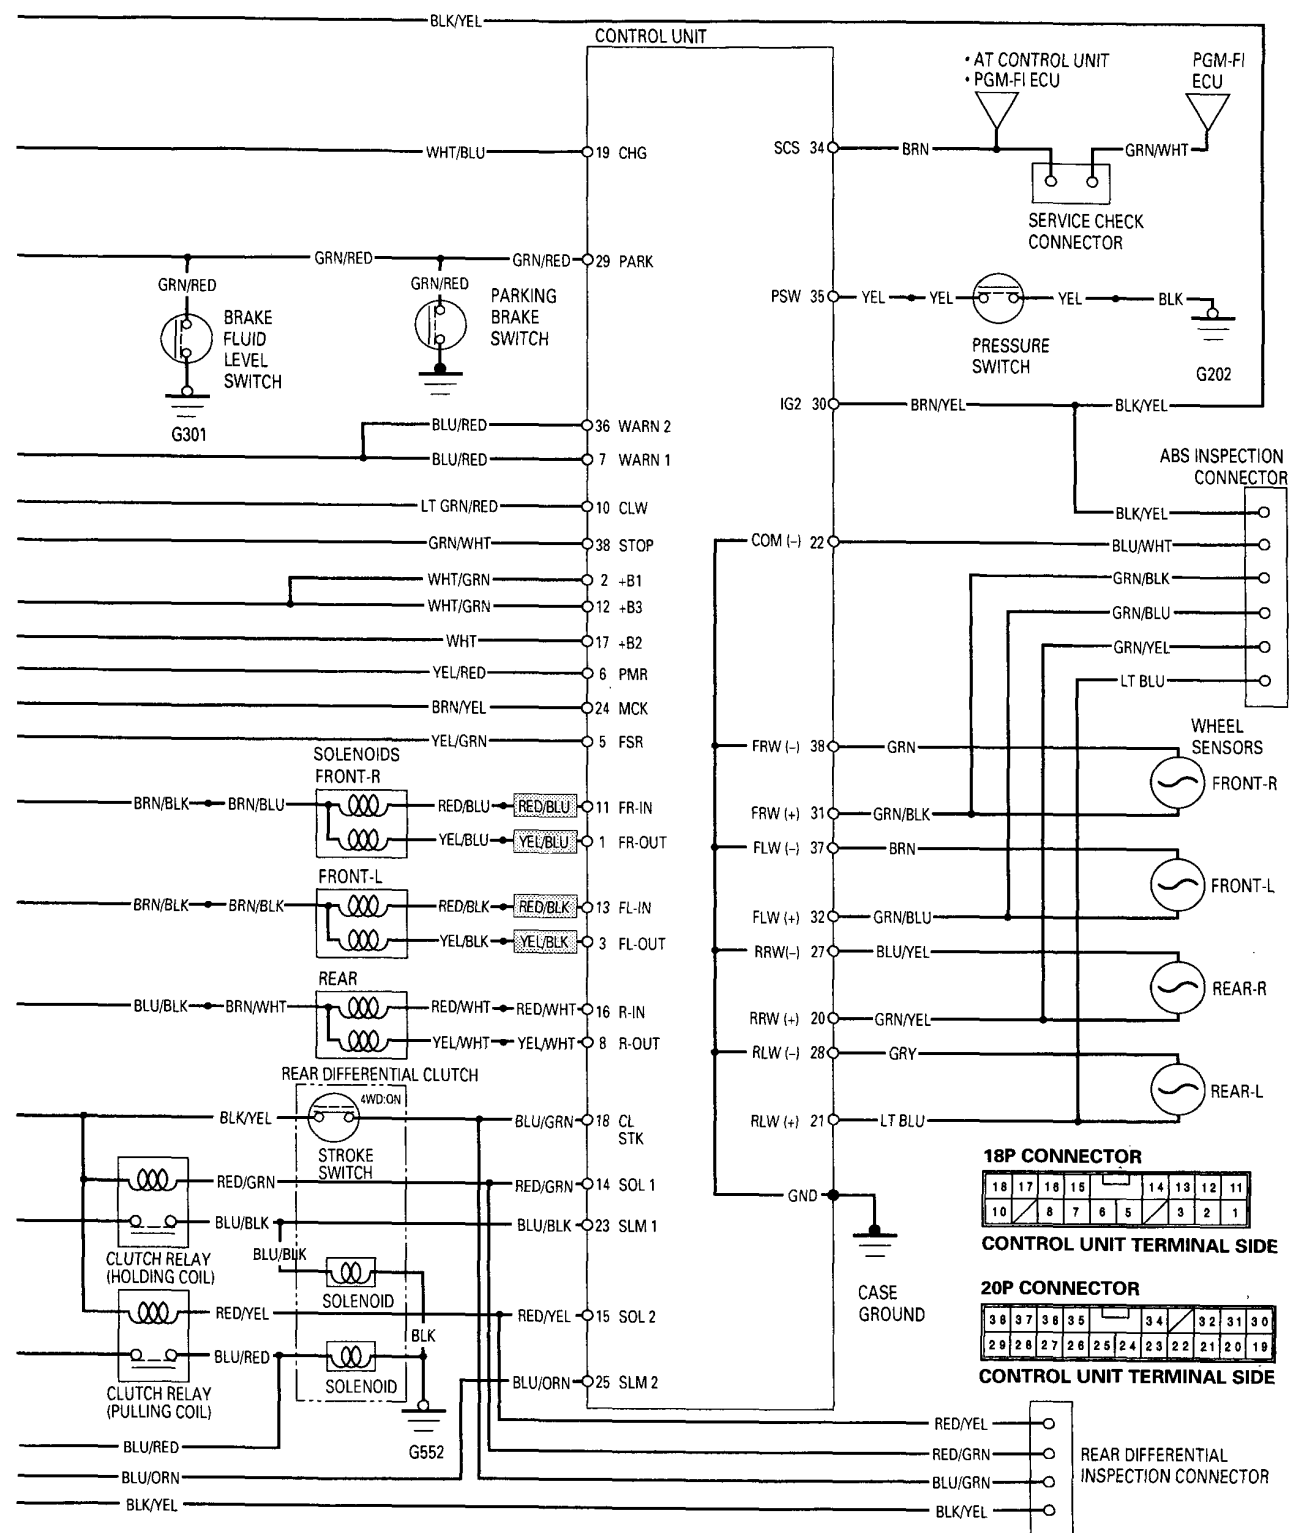 BLK/YEL
CONTROL UNIT
• AT CONTROL UNIT
• PGM-FI ECU
PGM-FI
ECU
WHT/BLU
19 CHG
SCS 34
BRN
GRN/WHT
SERVICE CHECK
CONNECTOR
GRN/RED
GRN/RED
29 PARK
GRN/RED
GRN/RED
BRAKE
FLUID
LEVEL
SWITCH
PARKING
BRAKE
SWITCH
G301
PSW 35
YEL
YEL
YEL
BLK
PRESSURE
SWITCH
G202
IG2 30
BRN/YEL
BLK/YEL
BLU/RED
36 WARN 2
BLU/RED
7 WARN 1
ABS INSPECTION
CONNECTOR
LT GRN/RED
10 CLW
BLK/YEL
GRN/WHT
38 STOP
COM (–) 22
BLU/WHT
WHT/GRN
2 +B1
GRN/BLK
WHT/GRN
12 +B3
GRN/BLU
WHT
17 +B2
GRN/YEL
YEL/RED
6 PMR
LT BLU
BRN/YEL
24 MCK
YEL/GRN
5 FSR
WHEEL
SENSORS
FRW (–) 38
GRN
FRONT-R
SOLENOIDS
FRONT-R
BRN/BLK
BRN/BLU
RED/BLU
RED/BLU
11 FR-IN
FRW (+) 31
GRN/BLK
YEL/BLU
YEL/BLU
1 FR-OUT
FLW (–) 37
BRN
FRONT-L
FRONT-L
BRN/BLK
BRN/BLK
RED/BLK
RED/BLK
13 FL-IN
FLW (+) 32
GRN/BLU
YEL/BLK
YEL/BLK
3 FL-OUT
RRW(–) 27
BLU/YEL
REAR
REAR-R
BLU/BLK
BRN/WHT
RED/WHT
RED/WHT
16 R-IN
RRW (+) 20
GRN/YEL
YEL/WHT
YEL/WHT
8 R-OUT
RLW (–) 28
GRY
REAR DIFFERENTIAL CLUTCH
REAR-L
4WD:ON
BLK/YEL
BLU/GRN
18 CL
STK
RLW (+) 21
LT BLU
STROKE
SWITCH
RED/GRN
RED/GRN
14 SOL 1
GND
BLU/BLK
BLU/BLK
23 SLM 1
CLUTCH RELAY
(HOLDING COIL)
BLU/BLK
SOLENOID
CASE
GROUND
RED/YEL
RED/YEL
15 SOL 2
BLK
BLU/RED
SOLENOID
CLUTCH RELAY
(PULLING COIL)
BLU/ORN
25 SLM 2
G552
18P CONNECTOR
18 17 16 15 14 13 12 11
10 8 7 6 5 3 2 1
CONTROL UNIT TERMINAL SIDE
20P CONNECTOR
38 37 36 35 34 32 31 30
29 28 27 26 25 24 23 22 21 20 19
CONTROL UNIT TERMINAL SIDE
BLU/RED
BLU/ORN
BLK/YEL
RED/YEL
RED/GRN
BLU/GRN
BLK/YEL
REAR DIFFERENTIAL
INSPECTION CONNECTOR